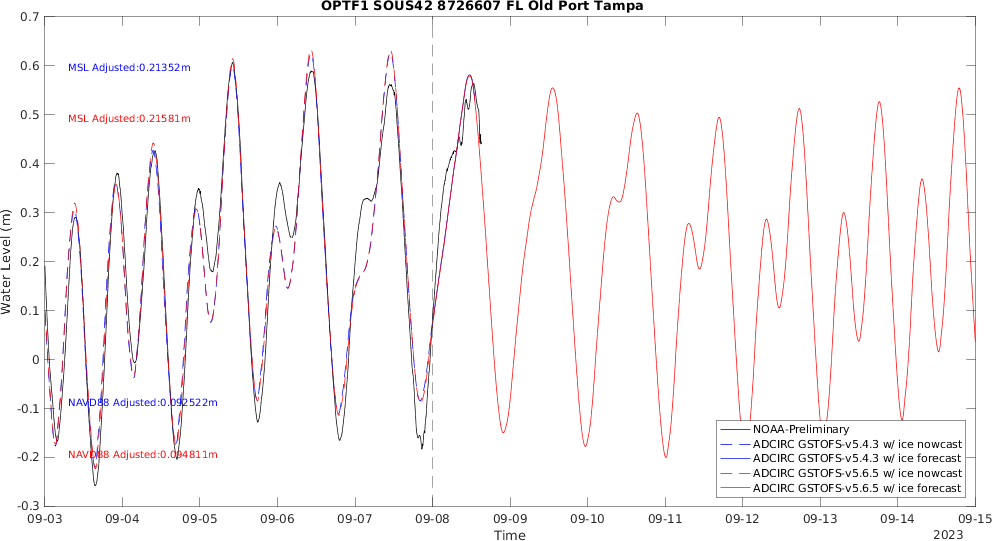 OPTF1 SOUS42 8726607 FL Old Port Tampa
0.7
0.6
0.5
0.4
0.3
0.2
0.1
0
-0.1
-0.2
-0.3
Water Level (m)
MSL Adjusted:0.21352m
MSL Adjusted:0.21581m
NAVD88 Adjusted:0.092522m
NAVD88 Adjusted:0.094811m
NOAA-Preliminary
ADCIRC GSTOFS-v5.4.3 w/ ice nowcast
ADCIRC GSTOFS-v5.4.3 w/ ice forecast
ADCIRC GSTOFS-v5.6.5 w/ ice nowcast
ADCIRC GSTOFS-v5.6.5 w/ ice forecast
09-03 09-04 09-05 09-06 09-07 09-08 09-09 09-10 09-11 09-12 09-13 09-14 09-15
Time
2023